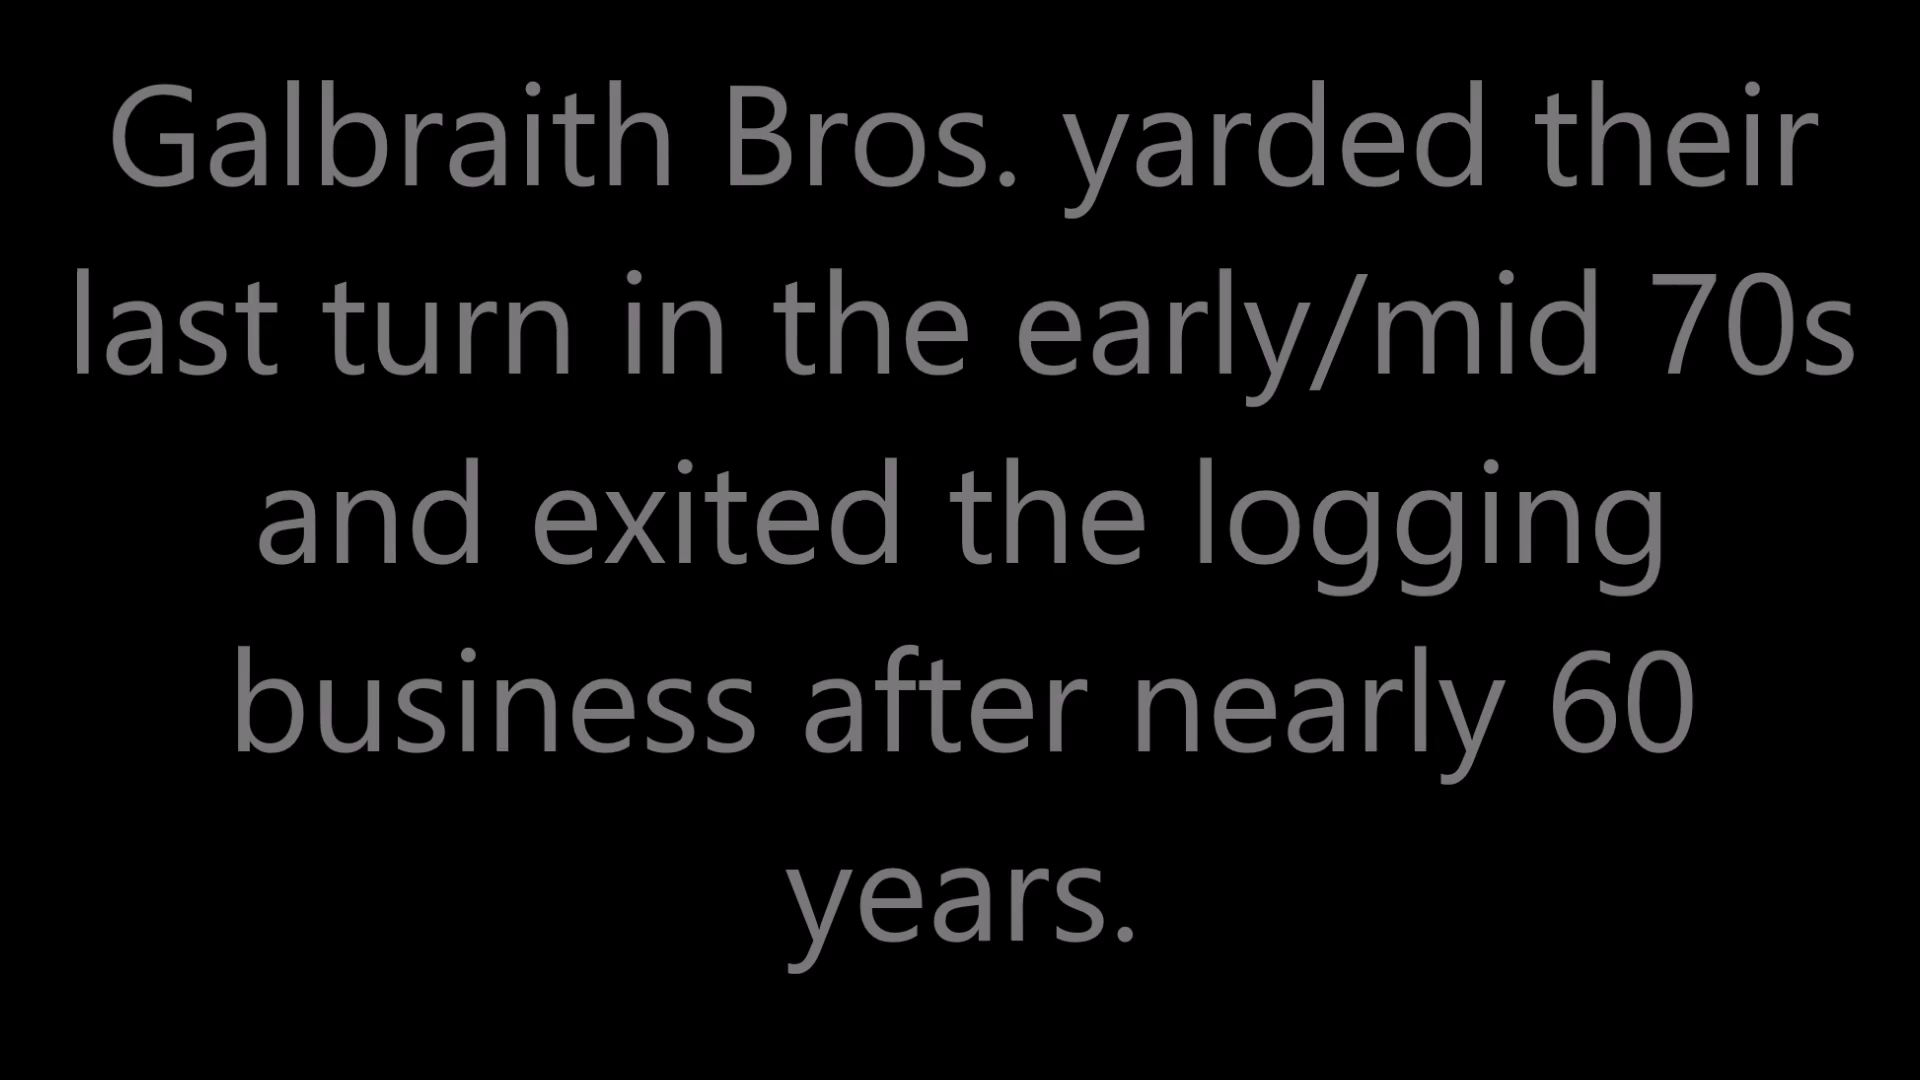 Galbraith Bros. yarded their
last turn in the early/mid 70s
and exited the logging
business after nearly 60
years.